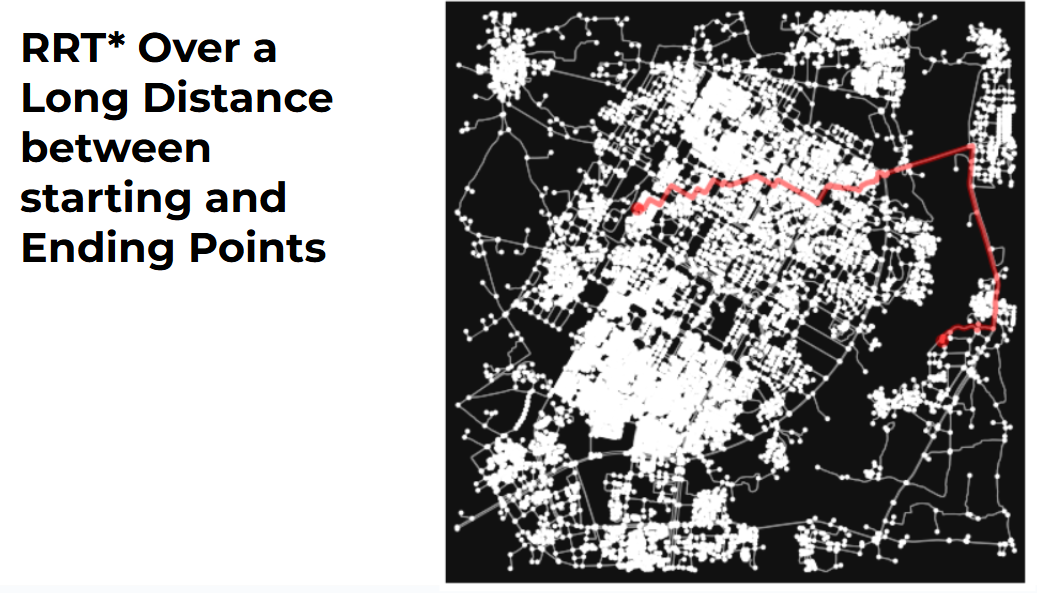 RRT* Over a
Long Distance
between
starting and
Ending Points